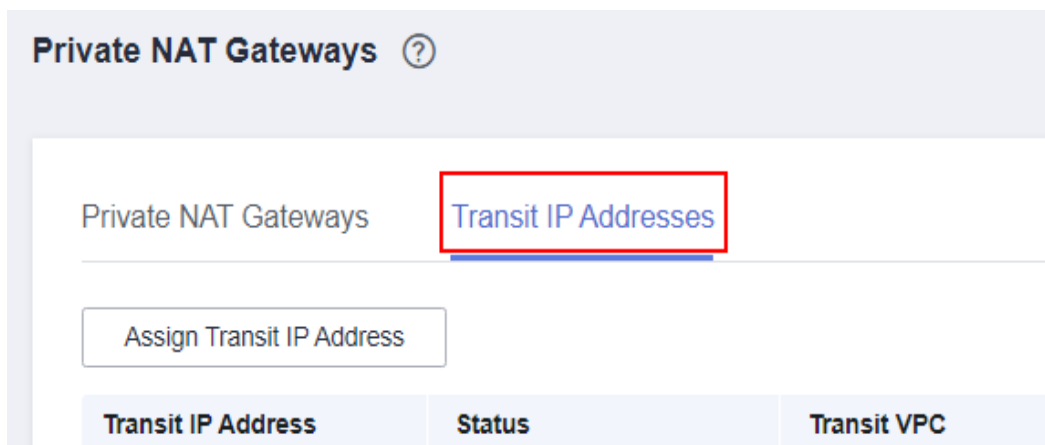 Private NAT Gateways ?
Private NAT Gateways Transit IP Addresses
Assign Transit IP Address
Transit IP Address Status Transit VPC